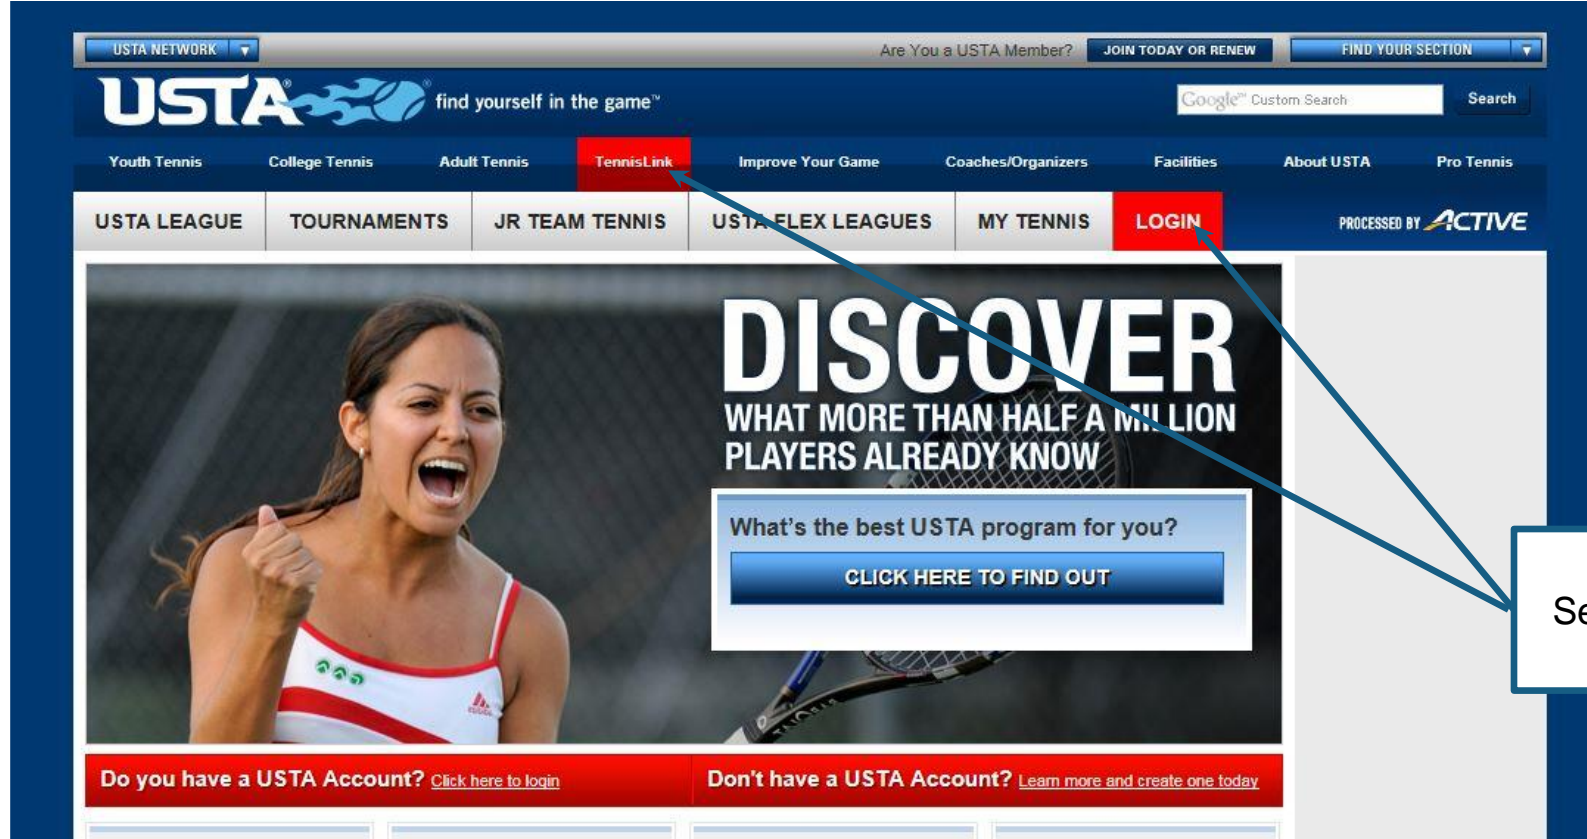 USTA NETWORK
Are You a USTA Member?
JOIN TODAY OR RENEW
FIND YOUR SECTION
USTA
find yourself in the game℠
Google™ Custom Search
Search
Youth Tennis
College Tennis
Adult Tennis
TennisLink
Improve Your Game
Coaches/Organizers
Facilities
About USTA
Pro Tennis
USTA LEAGUE
TOURNAMENTS
JR TEAM TENNIS
USTA FLEX LEAGUES
MY TENNIS
LOGIN
PROCESSED BY ACTIVE
DISCOVER
WHAT MORE THAN HALF A MILLION
PLAYERS ALREADY KNOW
What's the best USTA program for you?
CLICK HERE TO FIND OUT
Se
Do you have a USTA Account? Click here to login
Don't have a USTA Account? Learn more and create one today